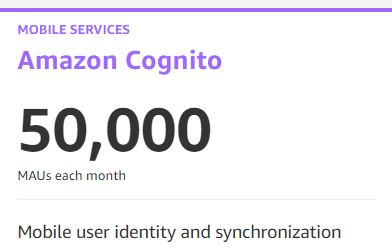 MOBILE SERVICES
Amazon Cognito
50,000
MAUs each month
Mobile user identity and synchronization